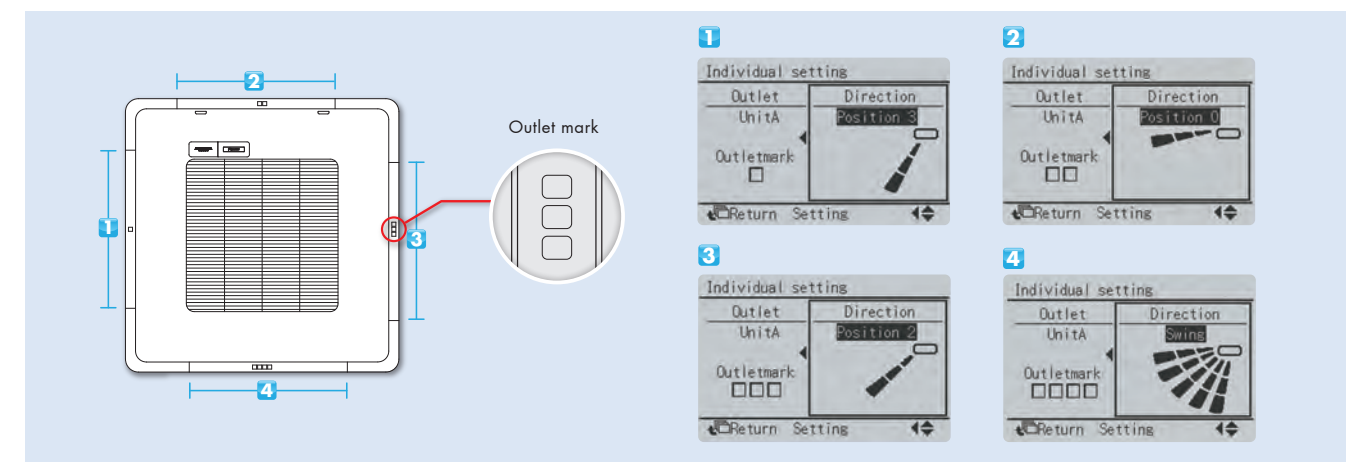 2
1
3
4
Outlet mark
1
Individual setting
Outlet
Direction
UnitA
Position 3
Outletmark
Return Setting
2
Individual setting
Outlet
Direction
UnitA
Position 0
Outletmark
Return Setting
3
Individual setting
Outlet
Direction
UnitA
Position 2
Outletmark
Return Setting
4
Individual setting
Outlet
Direction
UnitA
Swing
Outletmark
Return Setting